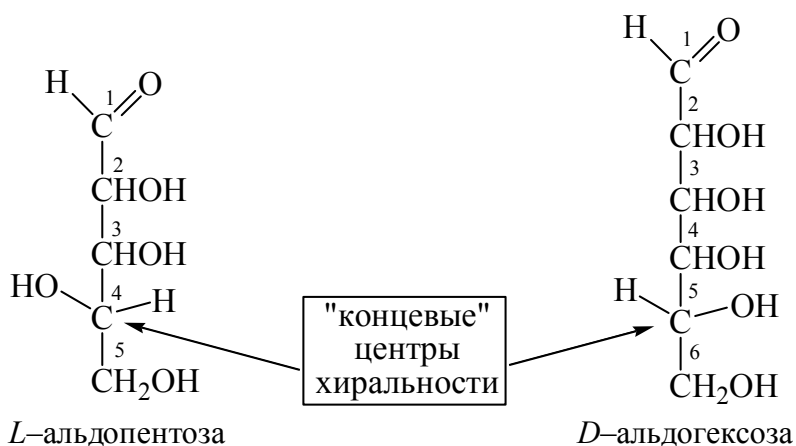 H O
1
C
2
CHOH
3
CHOH
HO 4 H
C
5
CH2OH
L–альдопентоза
"концевые"
центры
хиральности
H O
1
C
2
CHOH
3
CHOH
4
CHOH
H 5 OH
C
6
CH2OH
D–альдогексоза